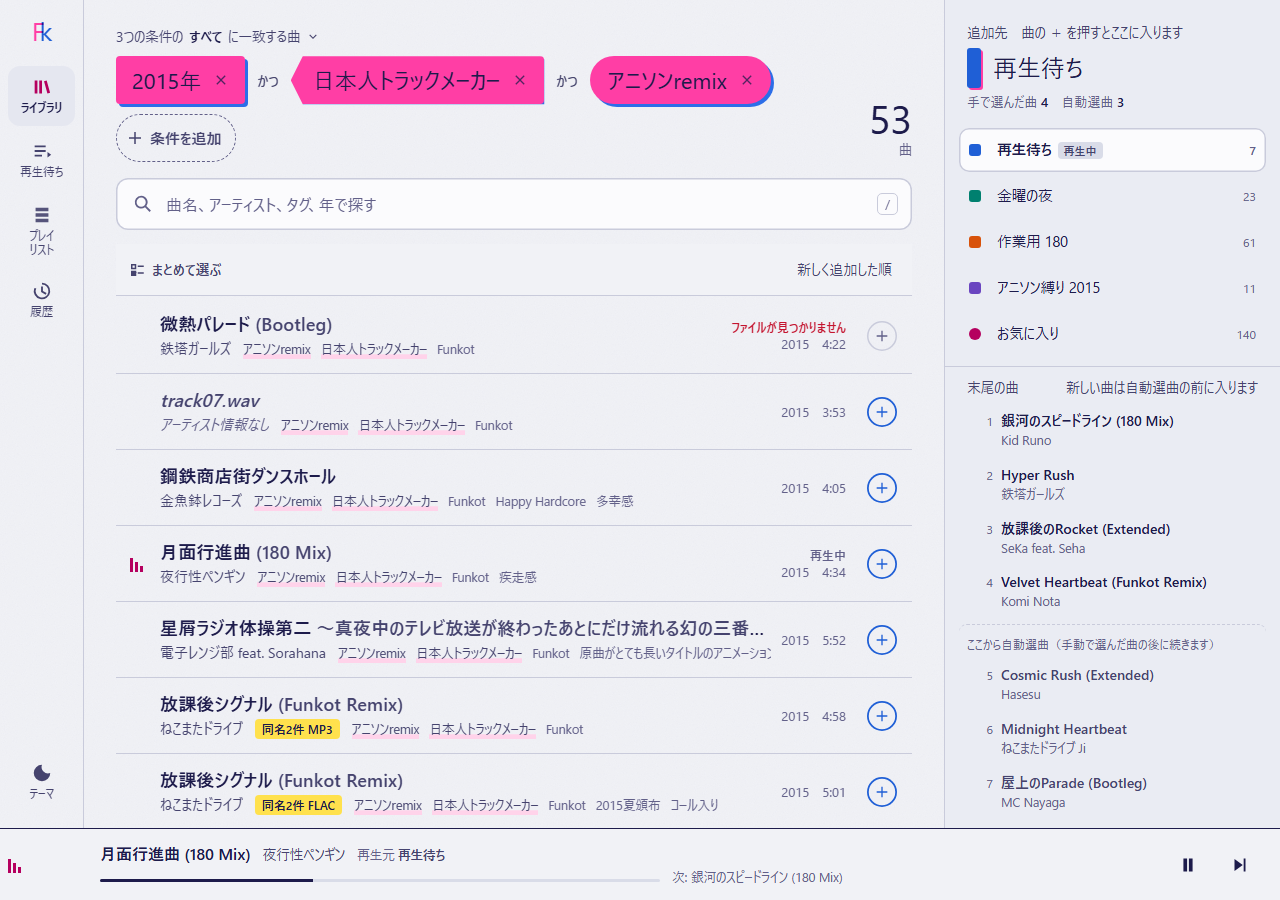 Fk
ライブラリ
再生待ち
プレイ
リスト
履歴
テーマ
3つの条件の すべて に一致する曲
2015年 × かつ 日本人トラックメーカー × かつ アニソンremix ×
+ 条件を追加
53
曲
曲名、アーティスト、タグ、年で探す /
まとめて選ぶ 新しく追加した順
微熱パレード (Bootleg) ファイルが見つかりません
鉄塔ガールズ アニソンremix 日本人トラックメーカー Funkot 2015 4:22
track07.wav
アーティスト情報なし アニソンremix 日本人トラックメーカー Funkot 2015 3:53
鋼鉄商店街ダンスホール
金魚鉢レコーズ アニソンremix 日本人トラックメーカー Funkot Happy Hardcore 多幸感 2015 4:05
月面行進曲 (180 Mix) 再生中
夜行性ペンギン アニソンremix 日本人トラックメーカー Funkot 疾走感 2015 4:34
星屑ラジオ体操第二 ～真夜中のテレビ放送が終わったあとにだけ流れる幻の三番…
電子レンジ部 feat. Sorahana アニソンremix 日本人トラックメーカー Funkot 原曲がとても長いタイトルのアニメーション 2015 5:52
放課後シグナル (Funkot Remix)
ねこまたドライブ 同名2件 MP3 アニソンremix 日本人トラックメーカー Funkot 2015 4:58
放課後シグナル (Funkot Remix)
ねこまたドライブ 同名2件 FLAC アニソンremix 日本人トラックメーカー Funkot 2015夏頒布 コール入り 2015 5:01
追加先 曲の ＋ を押すとここに入ります
再生待ち
手で選んだ曲 4 自動選曲 3
再生待ち 再生中 7
金曜の夜 23
作業用 180 61
アニソン縛り 2015 11
お気に入り 140
末尾の曲 新しい曲は自動選曲の前に入ります
1 銀河のスピードライン (180 Mix)
Kid Runo
2 Hyper Rush
鉄塔ガールズ
3 放課後のRocket (Extended)
SeKa feat. Seha
4 Velvet Heartbeat (Funkot Remix)
Komi Nota
ここから自動選曲（手動で選んだ曲の後に続きます）
5 Cosmic Rush (Extended)
Hasesu
6 Midnight Heartbeat
ねこまたドライブ Ji
7 屋上のParade (Bootleg)
MC Nayaga
月面行進曲 (180 Mix) 夜行性ペンギン 再生元 再生待ち
次: 銀河のスピードライン (180 Mix)